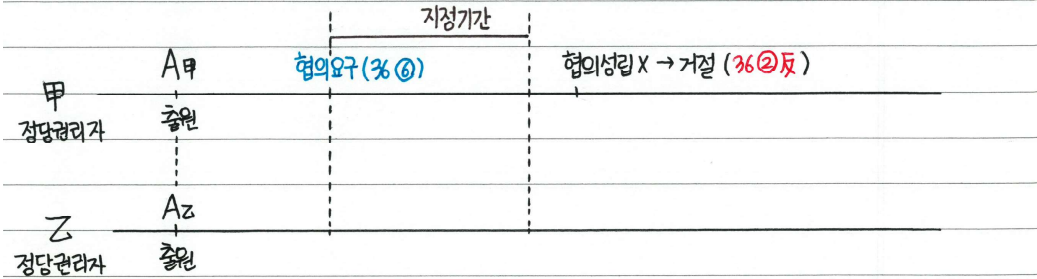 지정기간
A甲
협의요구(36⑥)
협의성립 X → 거절 (36②反)
甲
정당권리자
출원
A乙
乙
정당권리자
출원